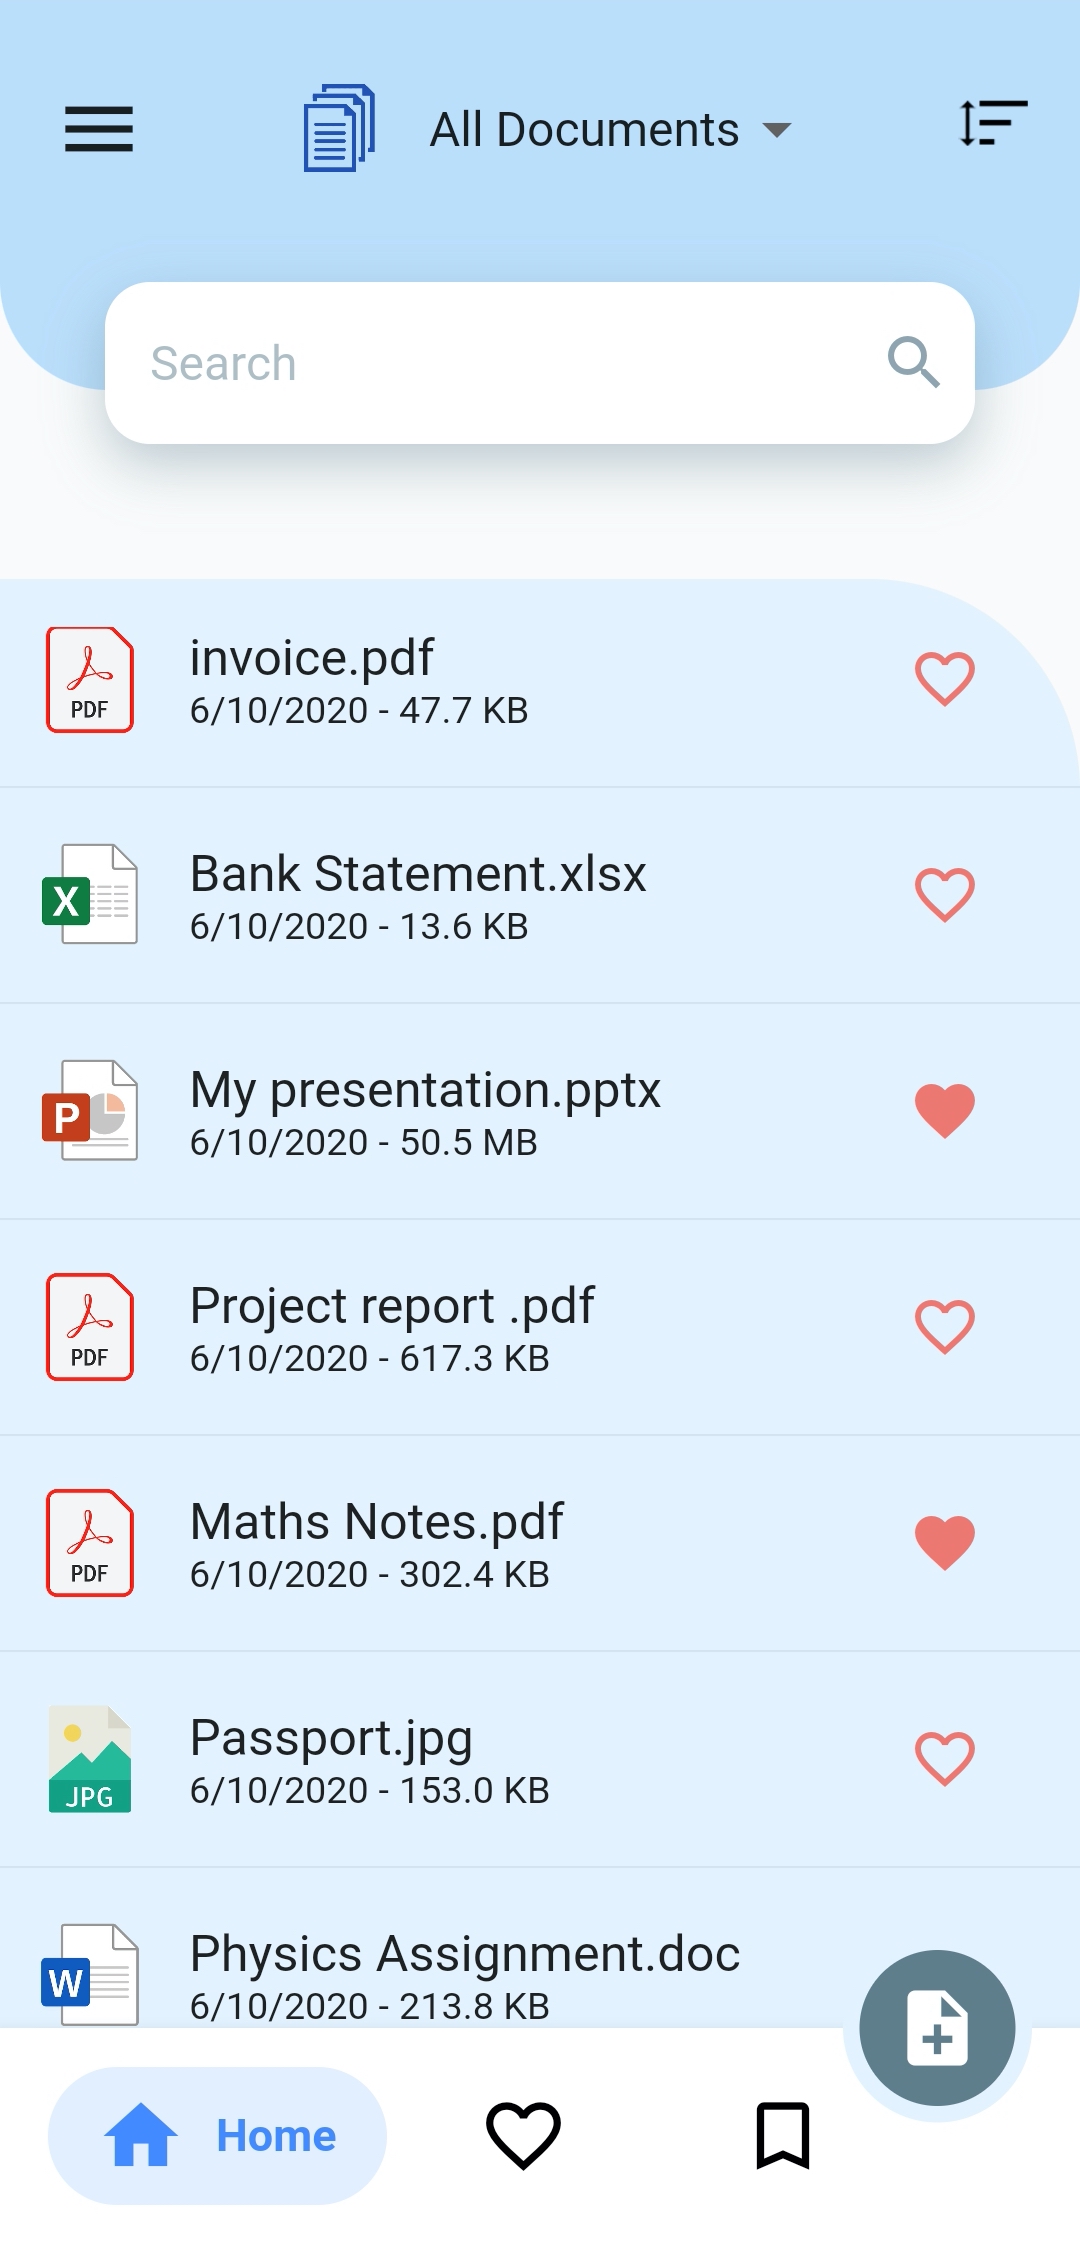 All Documents
Search
invoice.pdf
6/10/2020 - 47.7 KB
PDF
Bank Statement.xlsx
6/10/2020 - 13.6 KB
X
My presentation.pptx
6/10/2020 - 50.5 MB
P
Project report .pdf
6/10/2020 - 617.3 KB
PDF
Maths Notes.pdf
6/10/2020 - 302.4 KB
PDF
Passport.jpg
6/10/2020 - 153.0 KB
JPG
Physics Assignment.doc
6/10/2020 - 213.8 KB
W
Home